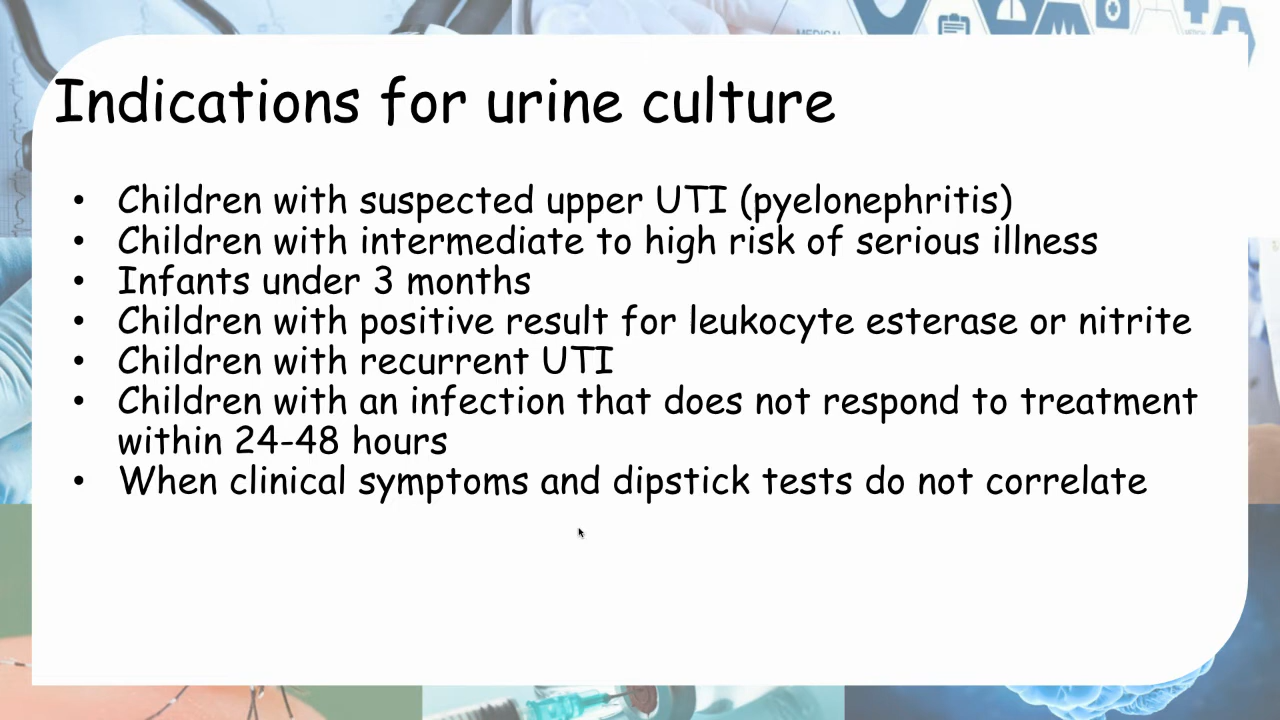 MEDICAL
Indications for urine culture
• Children with suspected upper UTI (pyelonephritis)
• Children with intermediate to high risk of serious illness
• Infants under 3 months
• Children with positive result for leukocyte esterase or nitrite
• Children with recurrent UTI
• Children with an infection that does not respond to treatment
within 24-48 hours
• When clinical symptoms and dipstick tests do not correlate